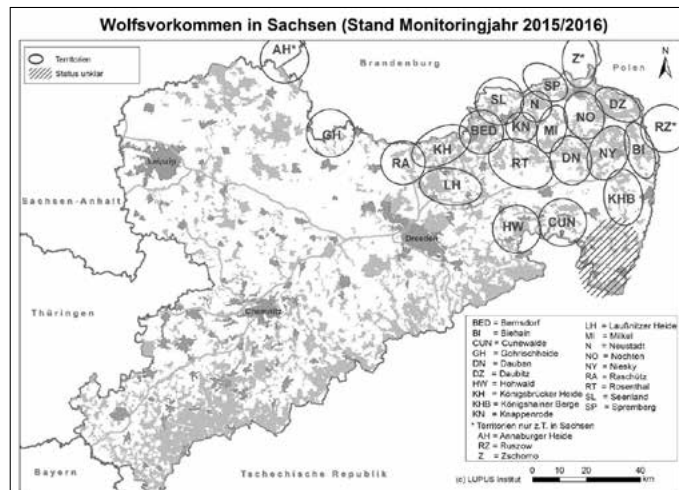 Wolfsvorkommen in Sachsen (Stand Monitoringjahr 2015/2016)
Territorien
Status unklar
AH*
Brandenburg
Z*
Polen
N
SP
SL
N
NO
DZ
RZ*
GH
BED
KN
MI
KH
RA
RT
DN
NY
BI
Leipzig
LH
KHB
Sachsen-Anhalt
HW
CUN
Dresden
Thüringen
Chemnitz
BED = Bernsdorf
BI = Biehain
CUN = Cunewalde
GH = Gohrischheide
DN = Dauban
DZ = Daubitz
HW = Hohwald
KH = Königsbrücker Heide
KHB = Königshainer Berge
KN = Knappenrode
LH = Laußnitzer Heide
MI = Milkel
N = Neustadt
NO = Nochten
NY = Niesky
RA = Raschütz
RT = Rosenthal
SL = Seenland
SP = Spremberg
* Territorien nur z.T. in Sachsen
AH = Annaburger Heide
RZ = Ruszow
Z = Zschorno
Bayern
Tschechische Republik
(c) LUPUS Institut
0 10 20 40
km